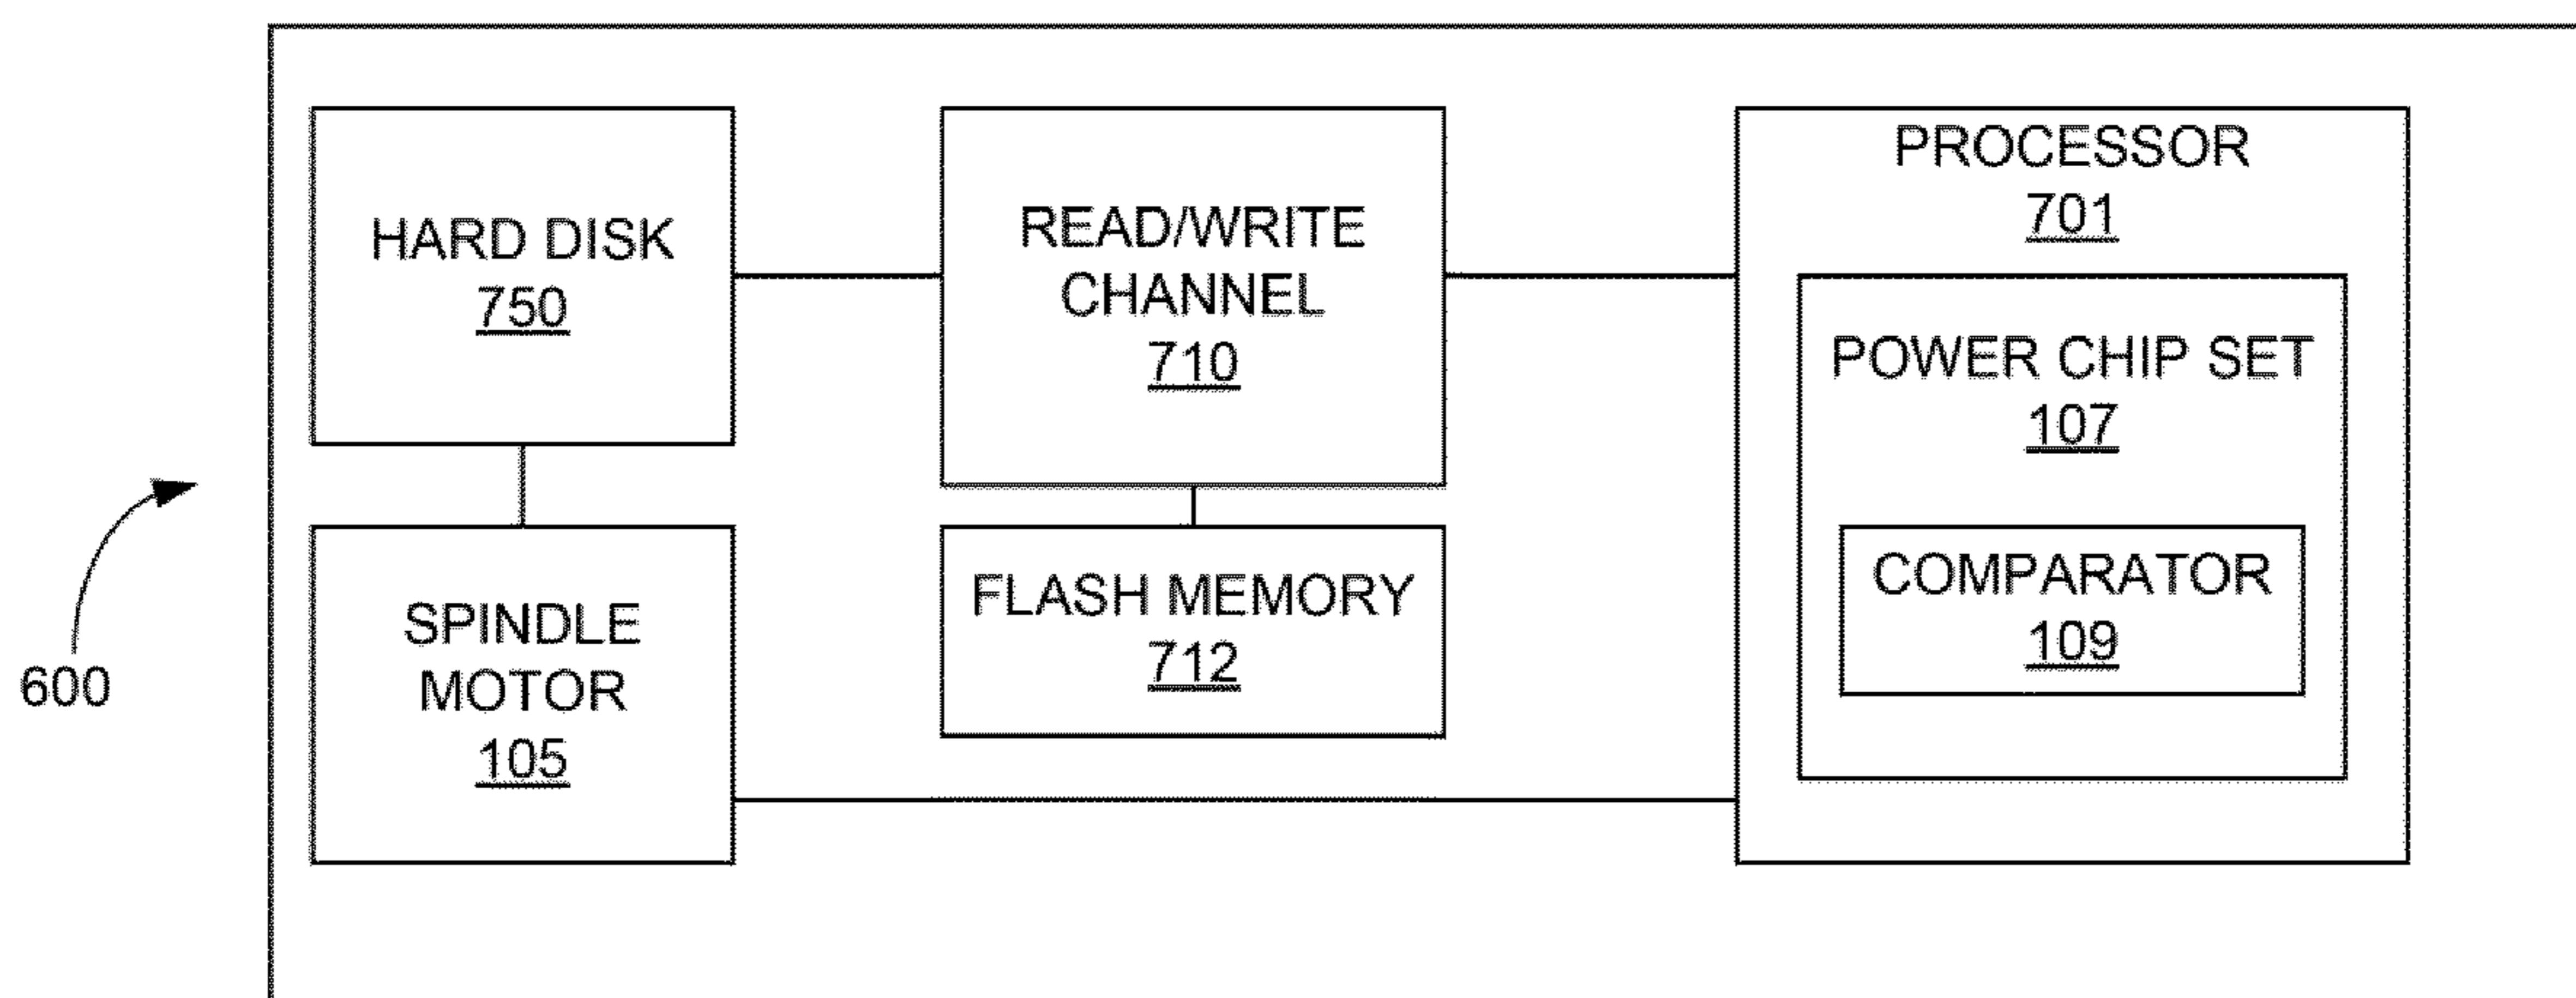 HARD DISK
750
READ/WRITE
CHANNEL
710
PROCESSOR
701
POWER CHIP SET
107
COMPARATOR
109
SPINDLE
MOTOR
105
FLASH MEMORY
712
600